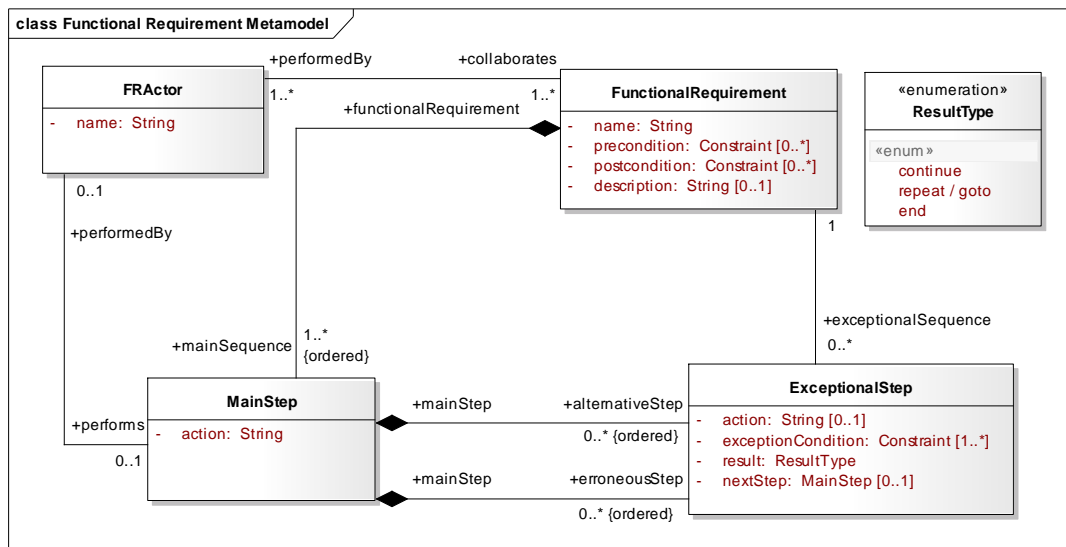 class Functional Requirement Metamodel
+performedBy
+collaborates
1..*
1..*
FRActor
- name: String
FunctionalRequirement
- name: String
- precondition: Constraint [0..*]
- postcondition: Constraint [0..*]
- description: String [0..1]
«enumeration»
ResultType
«enum»
continue
repeat / goto
end
+functionalRequirement
0..1
+performedBy
1
+exceptionalSequence
0..*
+mainSequence
1..*
{ordered}
+performs
0..1
MainStep
- action: String
+mainStep
+alternativeStep
0..* {ordered}
+mainStep
+erroneousStep
0..* {ordered}
ExceptionalStep
- action: String [0..1]
- exceptionCondition: Constraint [1..*]
- result: ResultType
- nextStep: MainStep [0..1]